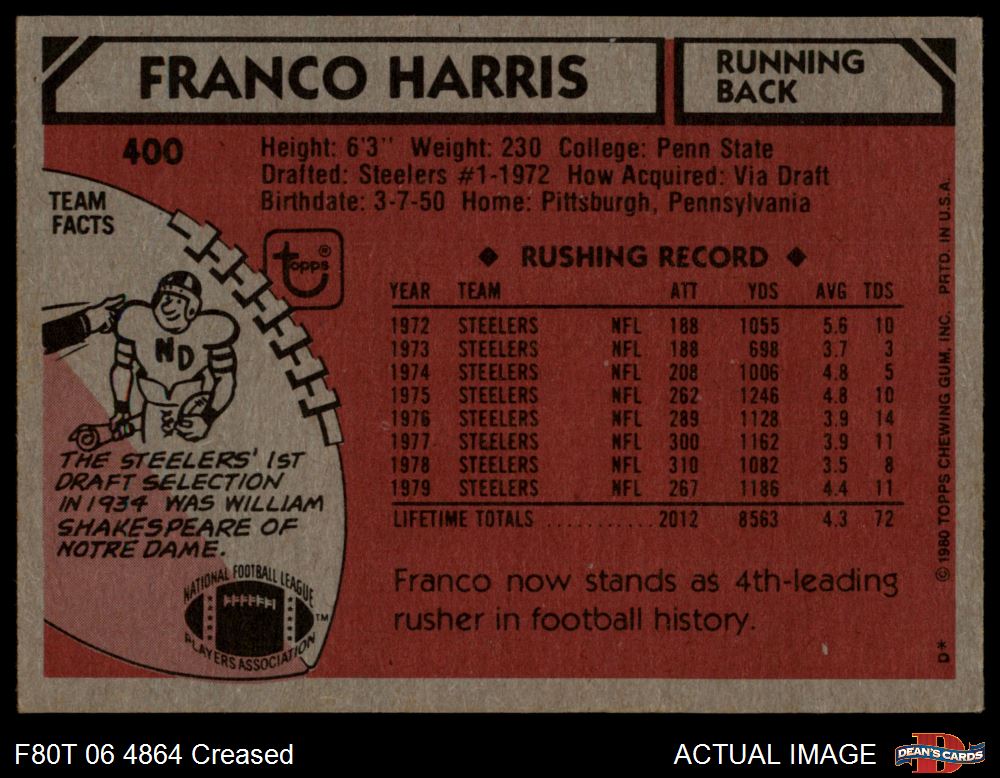 FRANCO HARRIS
RUNNING
BACK
400
Height: 6'3" Weight: 230 College: Penn State
Drafted: Steelers #1-1972 How Acquired: Via Draft
Birthdate: 3-7-50 Home: Pittsburgh, Pennsylvania
TEAM
FACTS
topps®
ND
THE STEELERS' 1ST
DRAFT SELECTION
IN 1934 WAS WILLIAM
SHAKESPEARE OF
NOTRE DAME.
NATIONAL FOOTBALL LEAGUE
PLAYERS ASSOCIATION
TM
◆ RUSHING RECORD ◆
YEAR TEAM ATT YDS AVG TDS
1972 STEELERS NFL 188 1055 5.6 10
1973 STEELERS NFL 188 698 3.7 3
1974 STEELERS NFL 208 1006 4.8 5
1975 STEELERS NFL 262 1246 4.8 10
1976 STEELERS NFL 289 1128 3.9 14
1977 STEELERS NFL 300 1162 3.9 11
1978 STEELERS NFL 310 1082 3.5 8
1979 STEELERS NFL 267 1186 4.4 11
LIFETIME TOTALS ........... 2012 8563 4.3 72
Franco now stands as 4th-leading
rusher in football history.
D* © 1980 TOPPS CHEWING GUM, INC. PRTD. IN U.S.A.
F80T 06 4864 Creased
ACTUAL IMAGE
DEAN'S CARDS